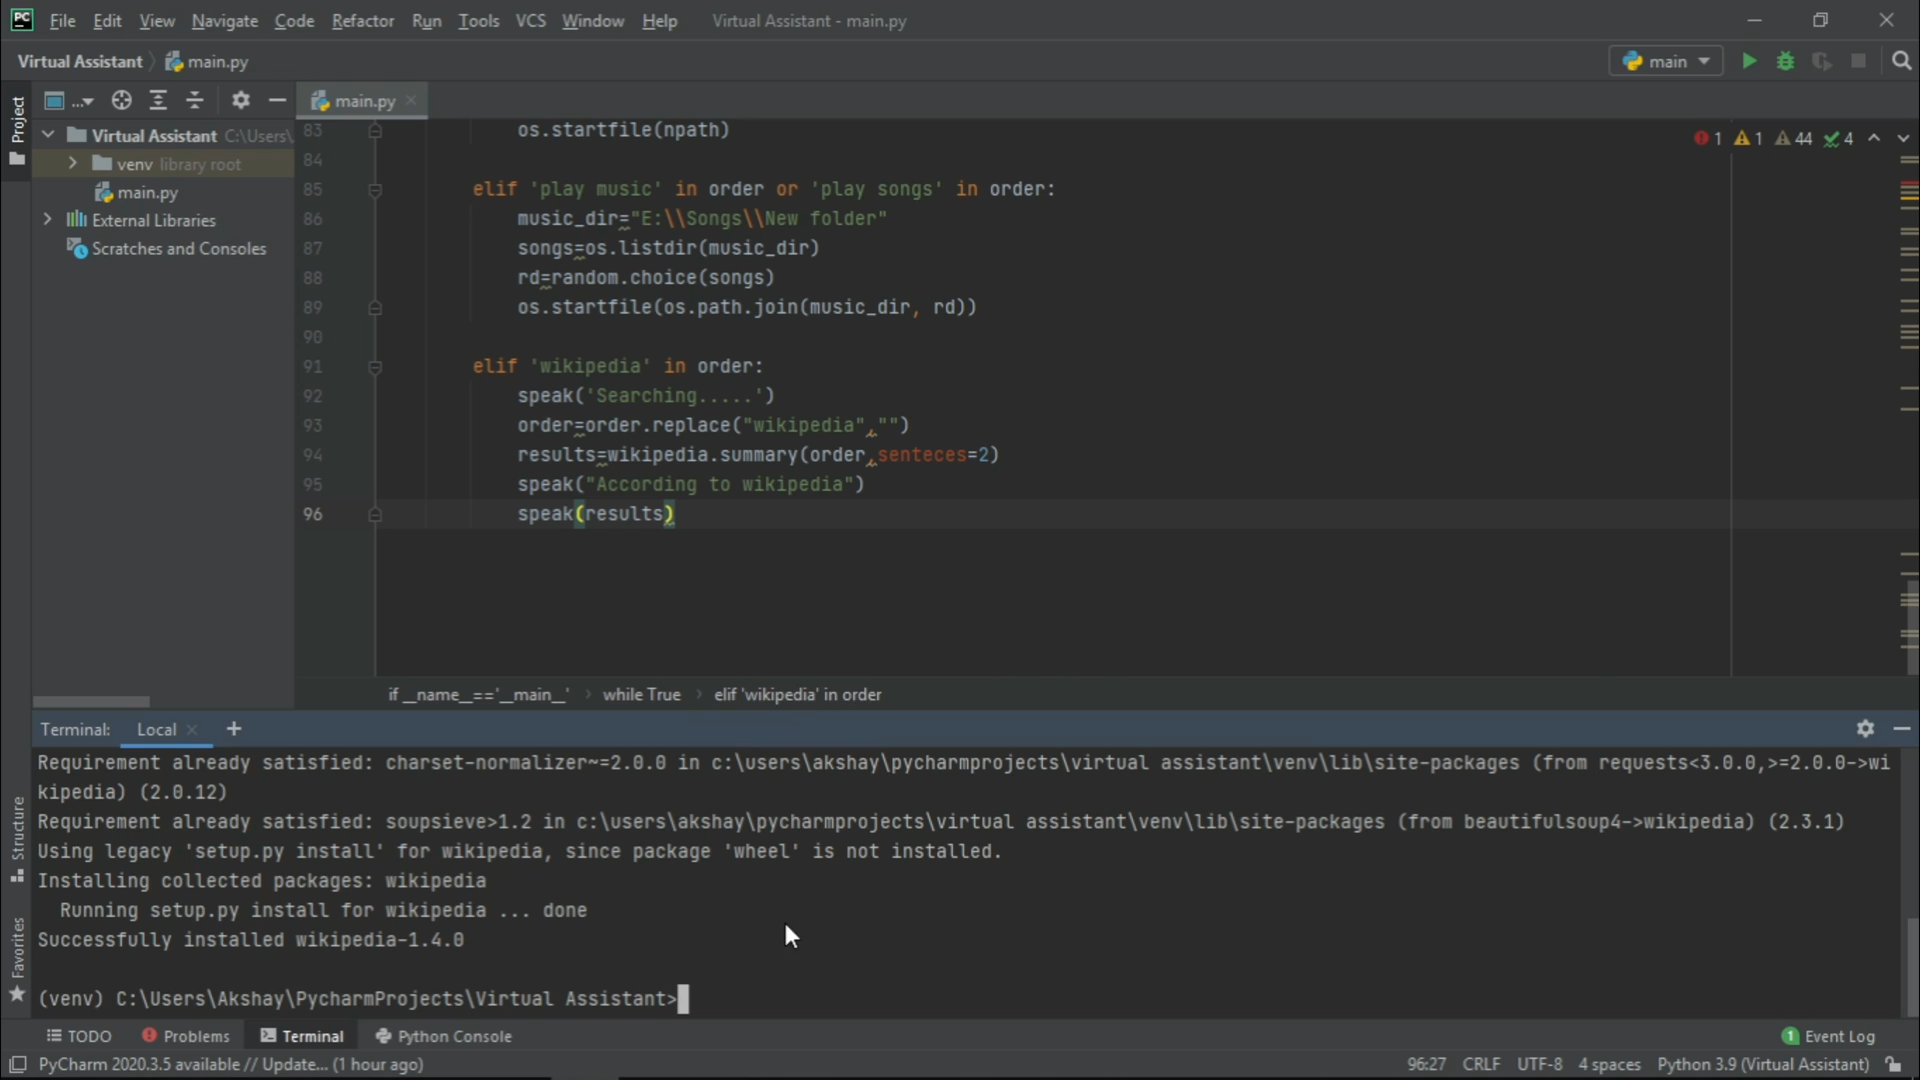 PC File Edit View Navigate Code Refactor Run Tools VCS Window Help Virtual Assistant - main.py
Virtual Assistant main.py main
... main.py
Project
Virtual Assistant C:\Users\
venv library root
main.py
External Libraries
Scratches and Consoles
1 1 44 4
83 os.startfile(npath)
84
85 elif 'play music' in order or 'play songs' in order:
86 music_dir="E:\\Songs\\New folder"
87 songs=os.listdir(music_dir)
88 rd=random.choice(songs)
89 os.startfile(os.path.join(music_dir, rd))
90
91 elif 'wikipedia' in order:
92 speak('Searching.....')
93 order=order.replace("wikipedia","")
94 results=wikipedia.summary(order,senteces=2)
95 speak("According to wikipedia")
96 speak(results)
if __name__=='__main__' › while True › elif 'wikipedia' in order
Terminal: Local +
Requirement already satisfied: charset-normalizer~=2.0.0 in c:\users\akshay\pycharmprojects\virtual assistant\venv\lib\site-packages (from requests<3.0.0,>=2.0.0->wi
kipedia) (2.0.12)
Requirement already satisfied: soupsieve>1.2 in c:\users\akshay\pycharmprojects\virtual assistant\venv\lib\site-packages (from beautifulsoup4->wikipedia) (2.3.1)
Using legacy 'setup.py install' for wikipedia, since package 'wheel' is not installed.
Installing collected packages: wikipedia
Running setup.py install for wikipedia ... done
Successfully installed wikipedia-1.4.0
(venv) C:\Users\Akshay\PycharmProjects\Virtual Assistant>
Structure
Favorites
TODO Problems Terminal Python Console 1 Event Log
PyCharm 2020.3.5 available // Update... (1 hour ago) 96:27 CRLF UTF-8 4 spaces Python 3.9 (Virtual Assistant)